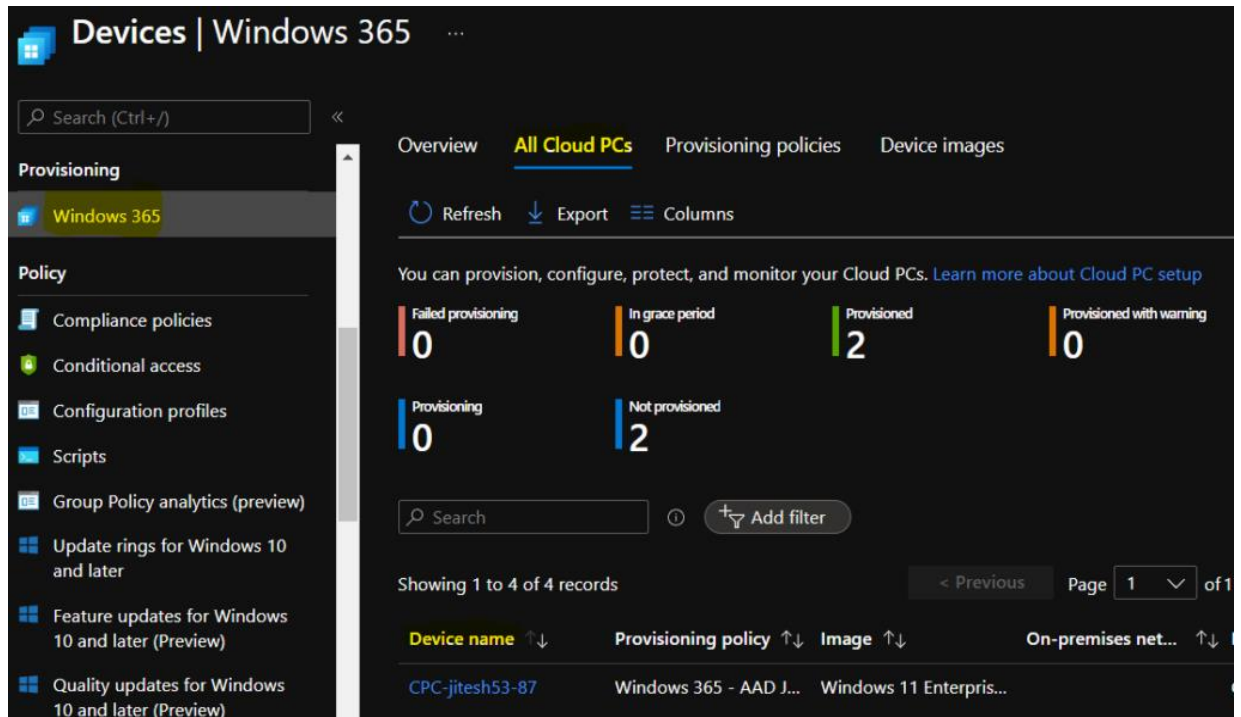 Devices | Windows 365 ...
Search (Ctrl+/)
«
Provisioning
Windows 365
Policy
Compliance policies
Conditional access
Configuration profiles
Scripts
Group Policy analytics (preview)
Update rings for Windows 10
and later
Feature updates for Windows
10 and later (Preview)
Quality updates for Windows
10 and later (Preview)
Overview All Cloud PCs Provisioning policies Device images
Refresh Export Columns
You can provision, configure, protect, and monitor your Cloud PCs. Learn more about Cloud PC setup
Failed provisioning In grace period Provisioned Provisioned with warning
0 0 2 0
Provisioning Not provisioned
0 2
Search Add filter
Showing 1 to 4 of 4 records < Previous Page 1 of 1
Device name ↑↓ Provisioning policy ↑↓ Image ↑↓ On-premises net... ↑↓
CPC-jitesh53-87 Windows 365 - AAD J... Windows 11 Enterpris...